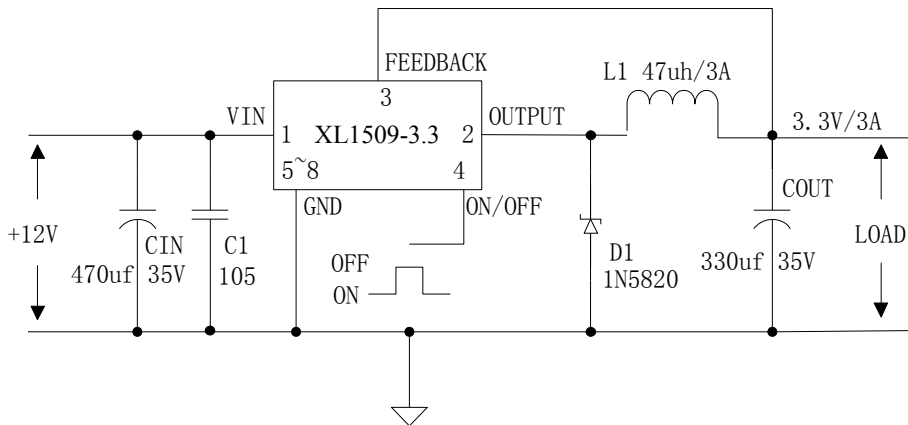 FEEDBACK
3
L1 47uh/3A
VIN
1
XL1509-3.3
2
OUTPUT
3.3V/3A
5~8
4
GND
ON/OFF
COUT
+12V
CIN
470uf 35V
C1
105
OFF
ON
D1
1N5820
330uf 35V
LOAD